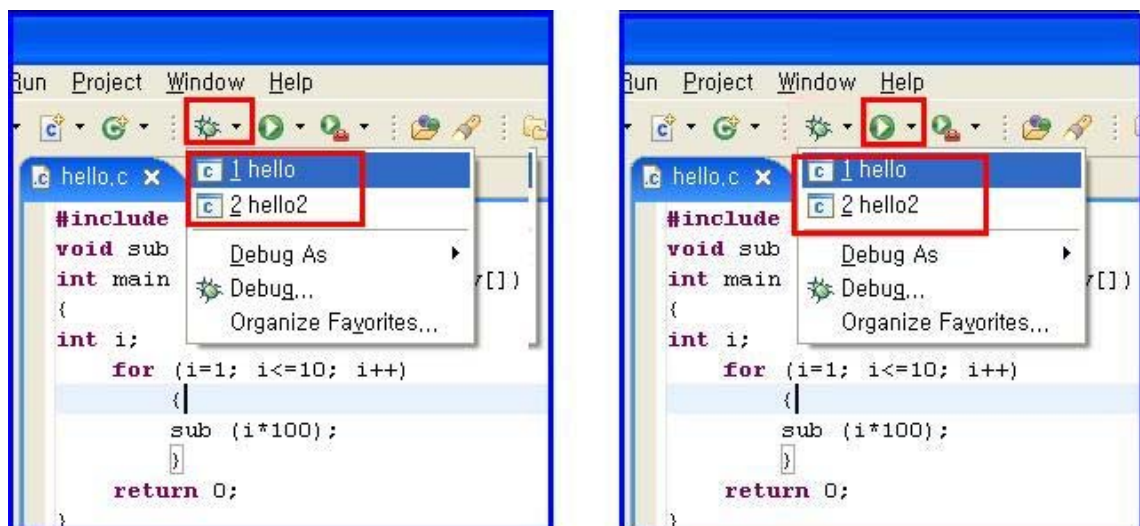 Run Project Window Help
hello.c
1 hello
2 hello2
#include
void sub
Debug As
int main
[])
Debug...
{
Organize Favorites...
int i;
for (i=1; i<=10; i++)
{
sub (i*100);
}
return 0;
}
Run Project Window Help
hello.c
1 hello
2 hello2
#include
void sub
Debug As
int main
[])
Debug...
{
Organize Favorites...
int i;
for (i=1; i<=10; i++)
{
sub (i*100);
}
return 0;
}